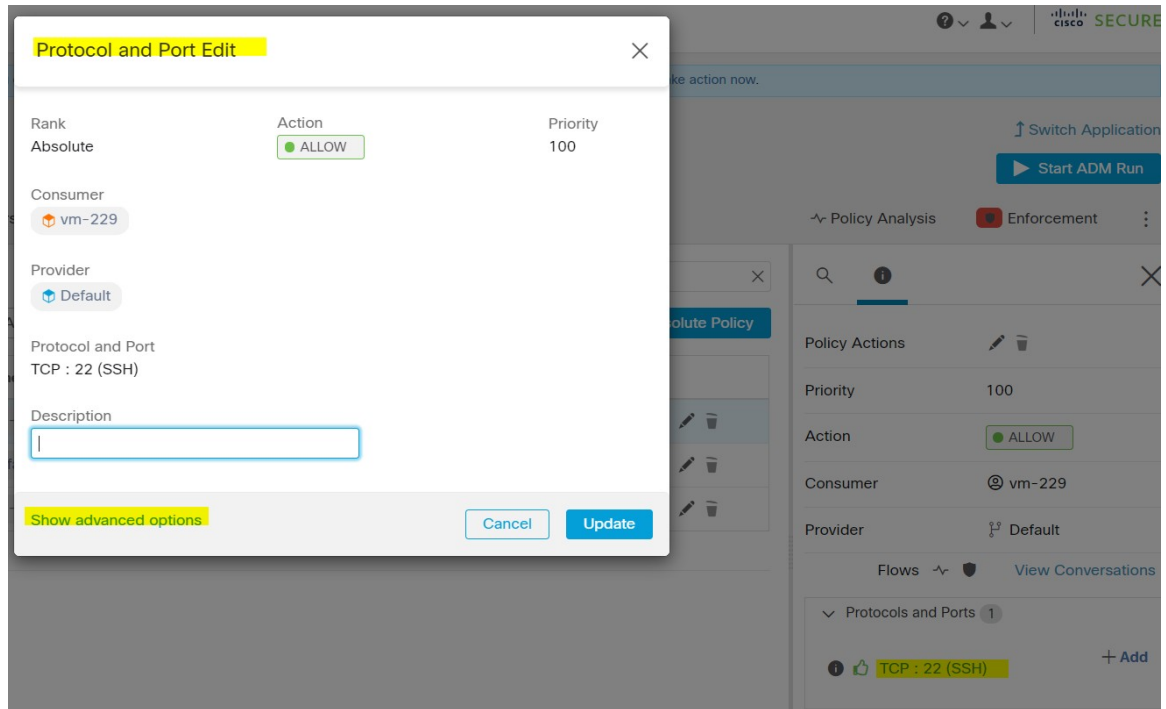 CISCO SECURE
Protocol and Port Edit
ke action now.
Rank
Action
Priority
Absolute
ALLOW
100
Switch Application
Start ADM Run
Consumer
vm-229
Policy Analysis
Enforcement
Provider
Default
olute Policy
Protocol and Port
TCP : 22 (SSH)
Description
Show advanced options
Cancel
Update
Policy Actions
Priority
100
Action
ALLOW
Consumer
vm-229
Provider
Default
Flows
View Conversations
Protocols and Ports 1
TCP : 22 (SSH)
+ Add